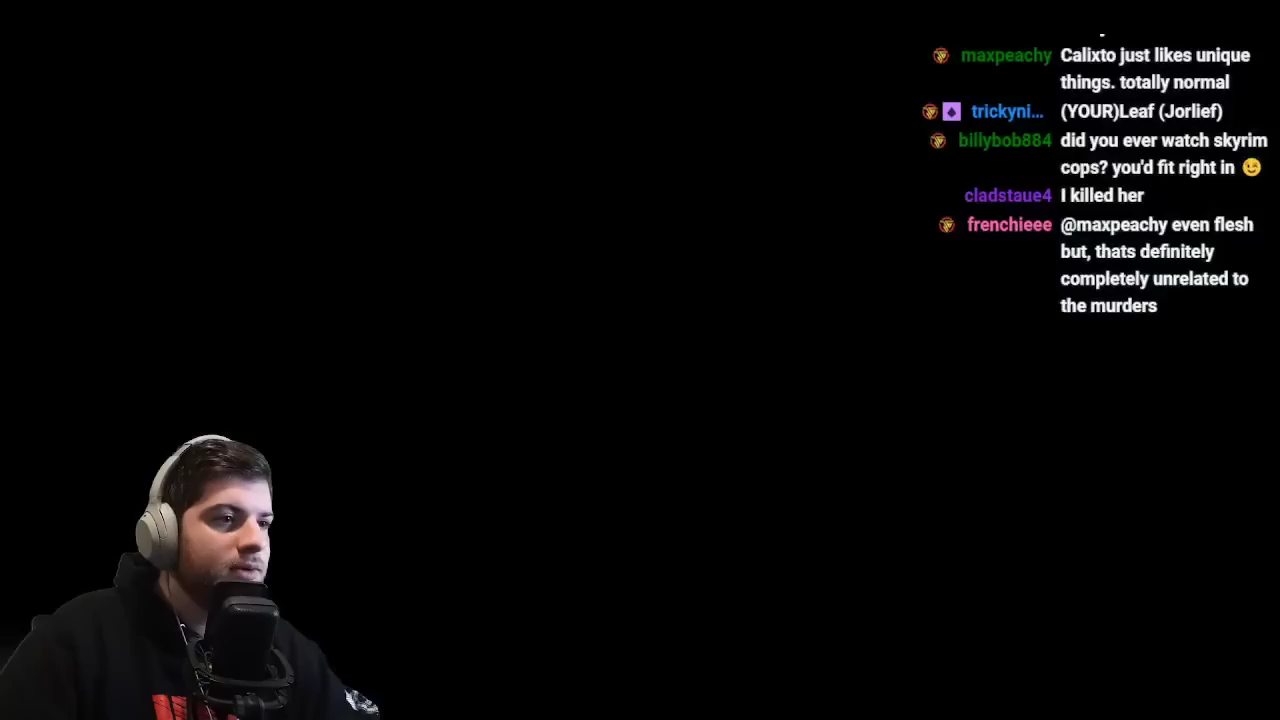 maxpeachy Calixto just likes unique
things. totally normal
trickyni... (YOUR)Leaf (Jorlief)
billybob884 did you ever watch skyrim
cops? you'd fit right in 😉
cladstaue4 I killed her
frenchieee @maxpeachy even flesh
but, thats definitely
completely unrelated to
the murders